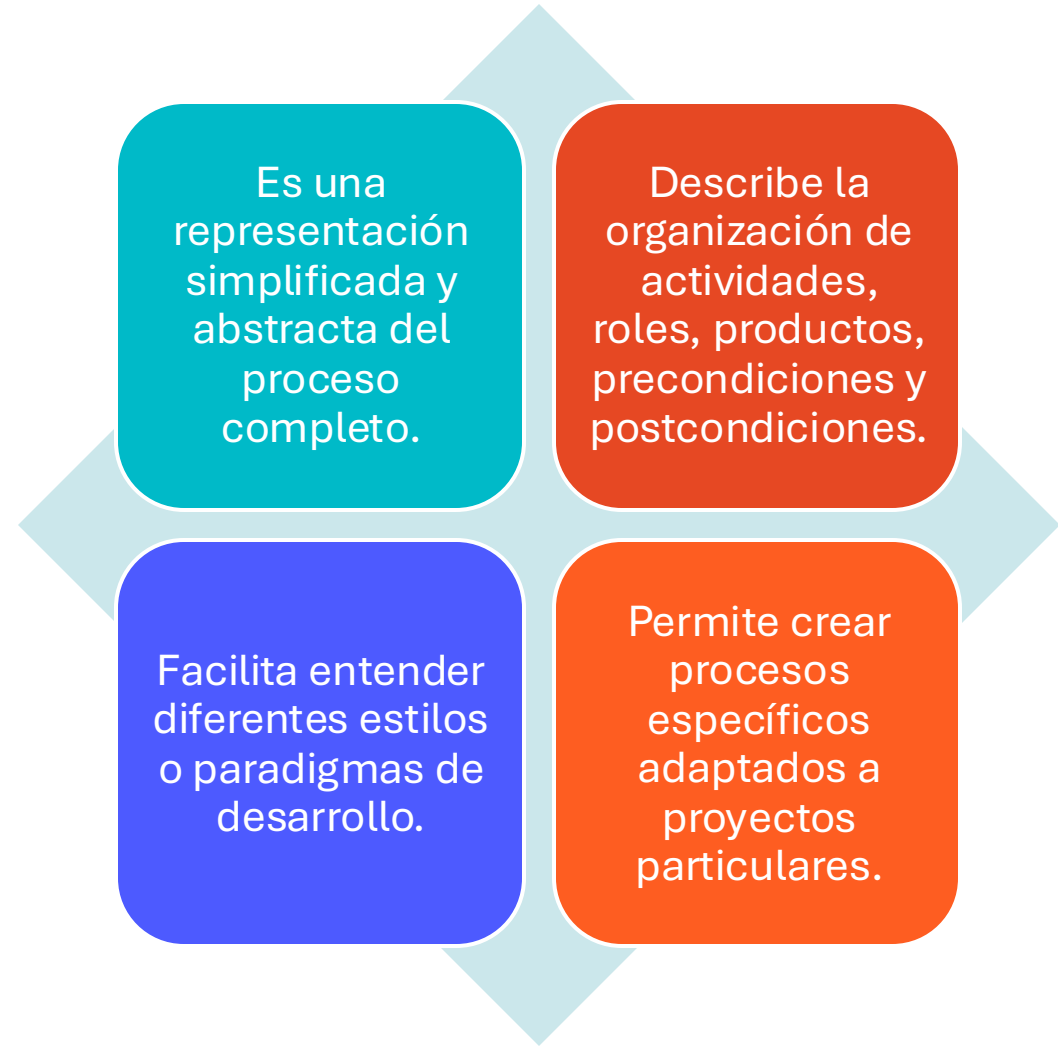 Es una
representación
simplificada y
abstracta del
proceso
completo.
Describe la
organización de
actividades,
roles, productos,
precondiciones y
postcondiciones.
Facilita entender
diferentes estilos
o paradigmas de
desarrollo.
Permite crear
procesos
específicos
adaptados a
proyectos
particulares.